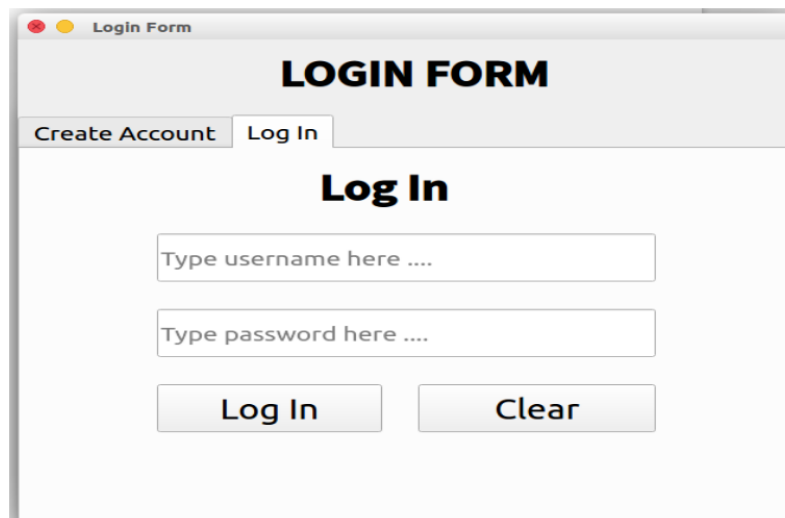 Login Form
LOGIN FORM
Create Account Log In
Log In
Type username here ....
Type password here ....
Log In Clear